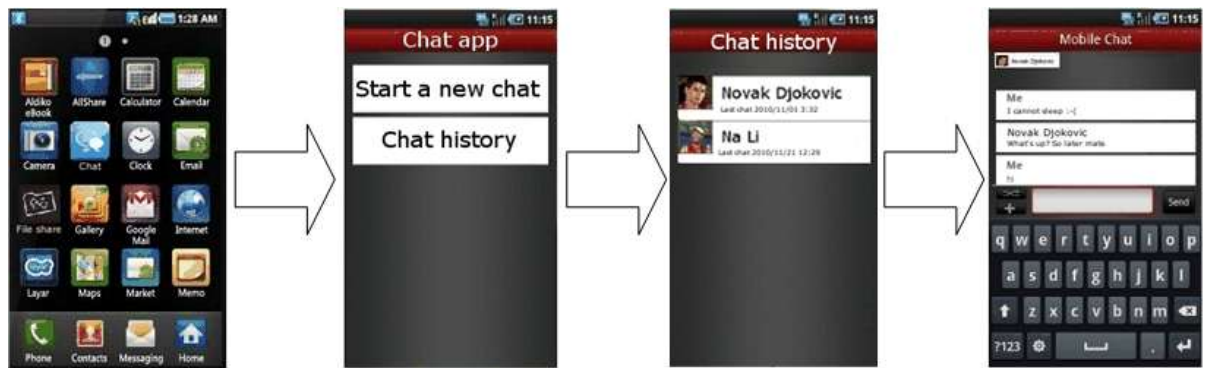 1:28 AM
Aldiko eBook
AllShare
Calculator
Calendar
Camera
Chat
Clock
Email
File share
Gallery
Google Mail
Internet
Layar
Maps
Market
Memo
Phone
Contacts
Messaging
Home
11:15
Chat app
Start a new chat
Chat history
11:15
Chat history
Novak Djokovic
Last chat 2010/11/01 3:32
Na Li
Last chat 2010/11/21 12:29
11:15
Mobile Chat
Novak Djokovic
Me
I cannot sleep :-(
Novak Djokovic
What's up? So later mate.
Me
hi
+
Send
q w e r t y u i o p
a s d f g h j k l
z x c v b n m
?123 .